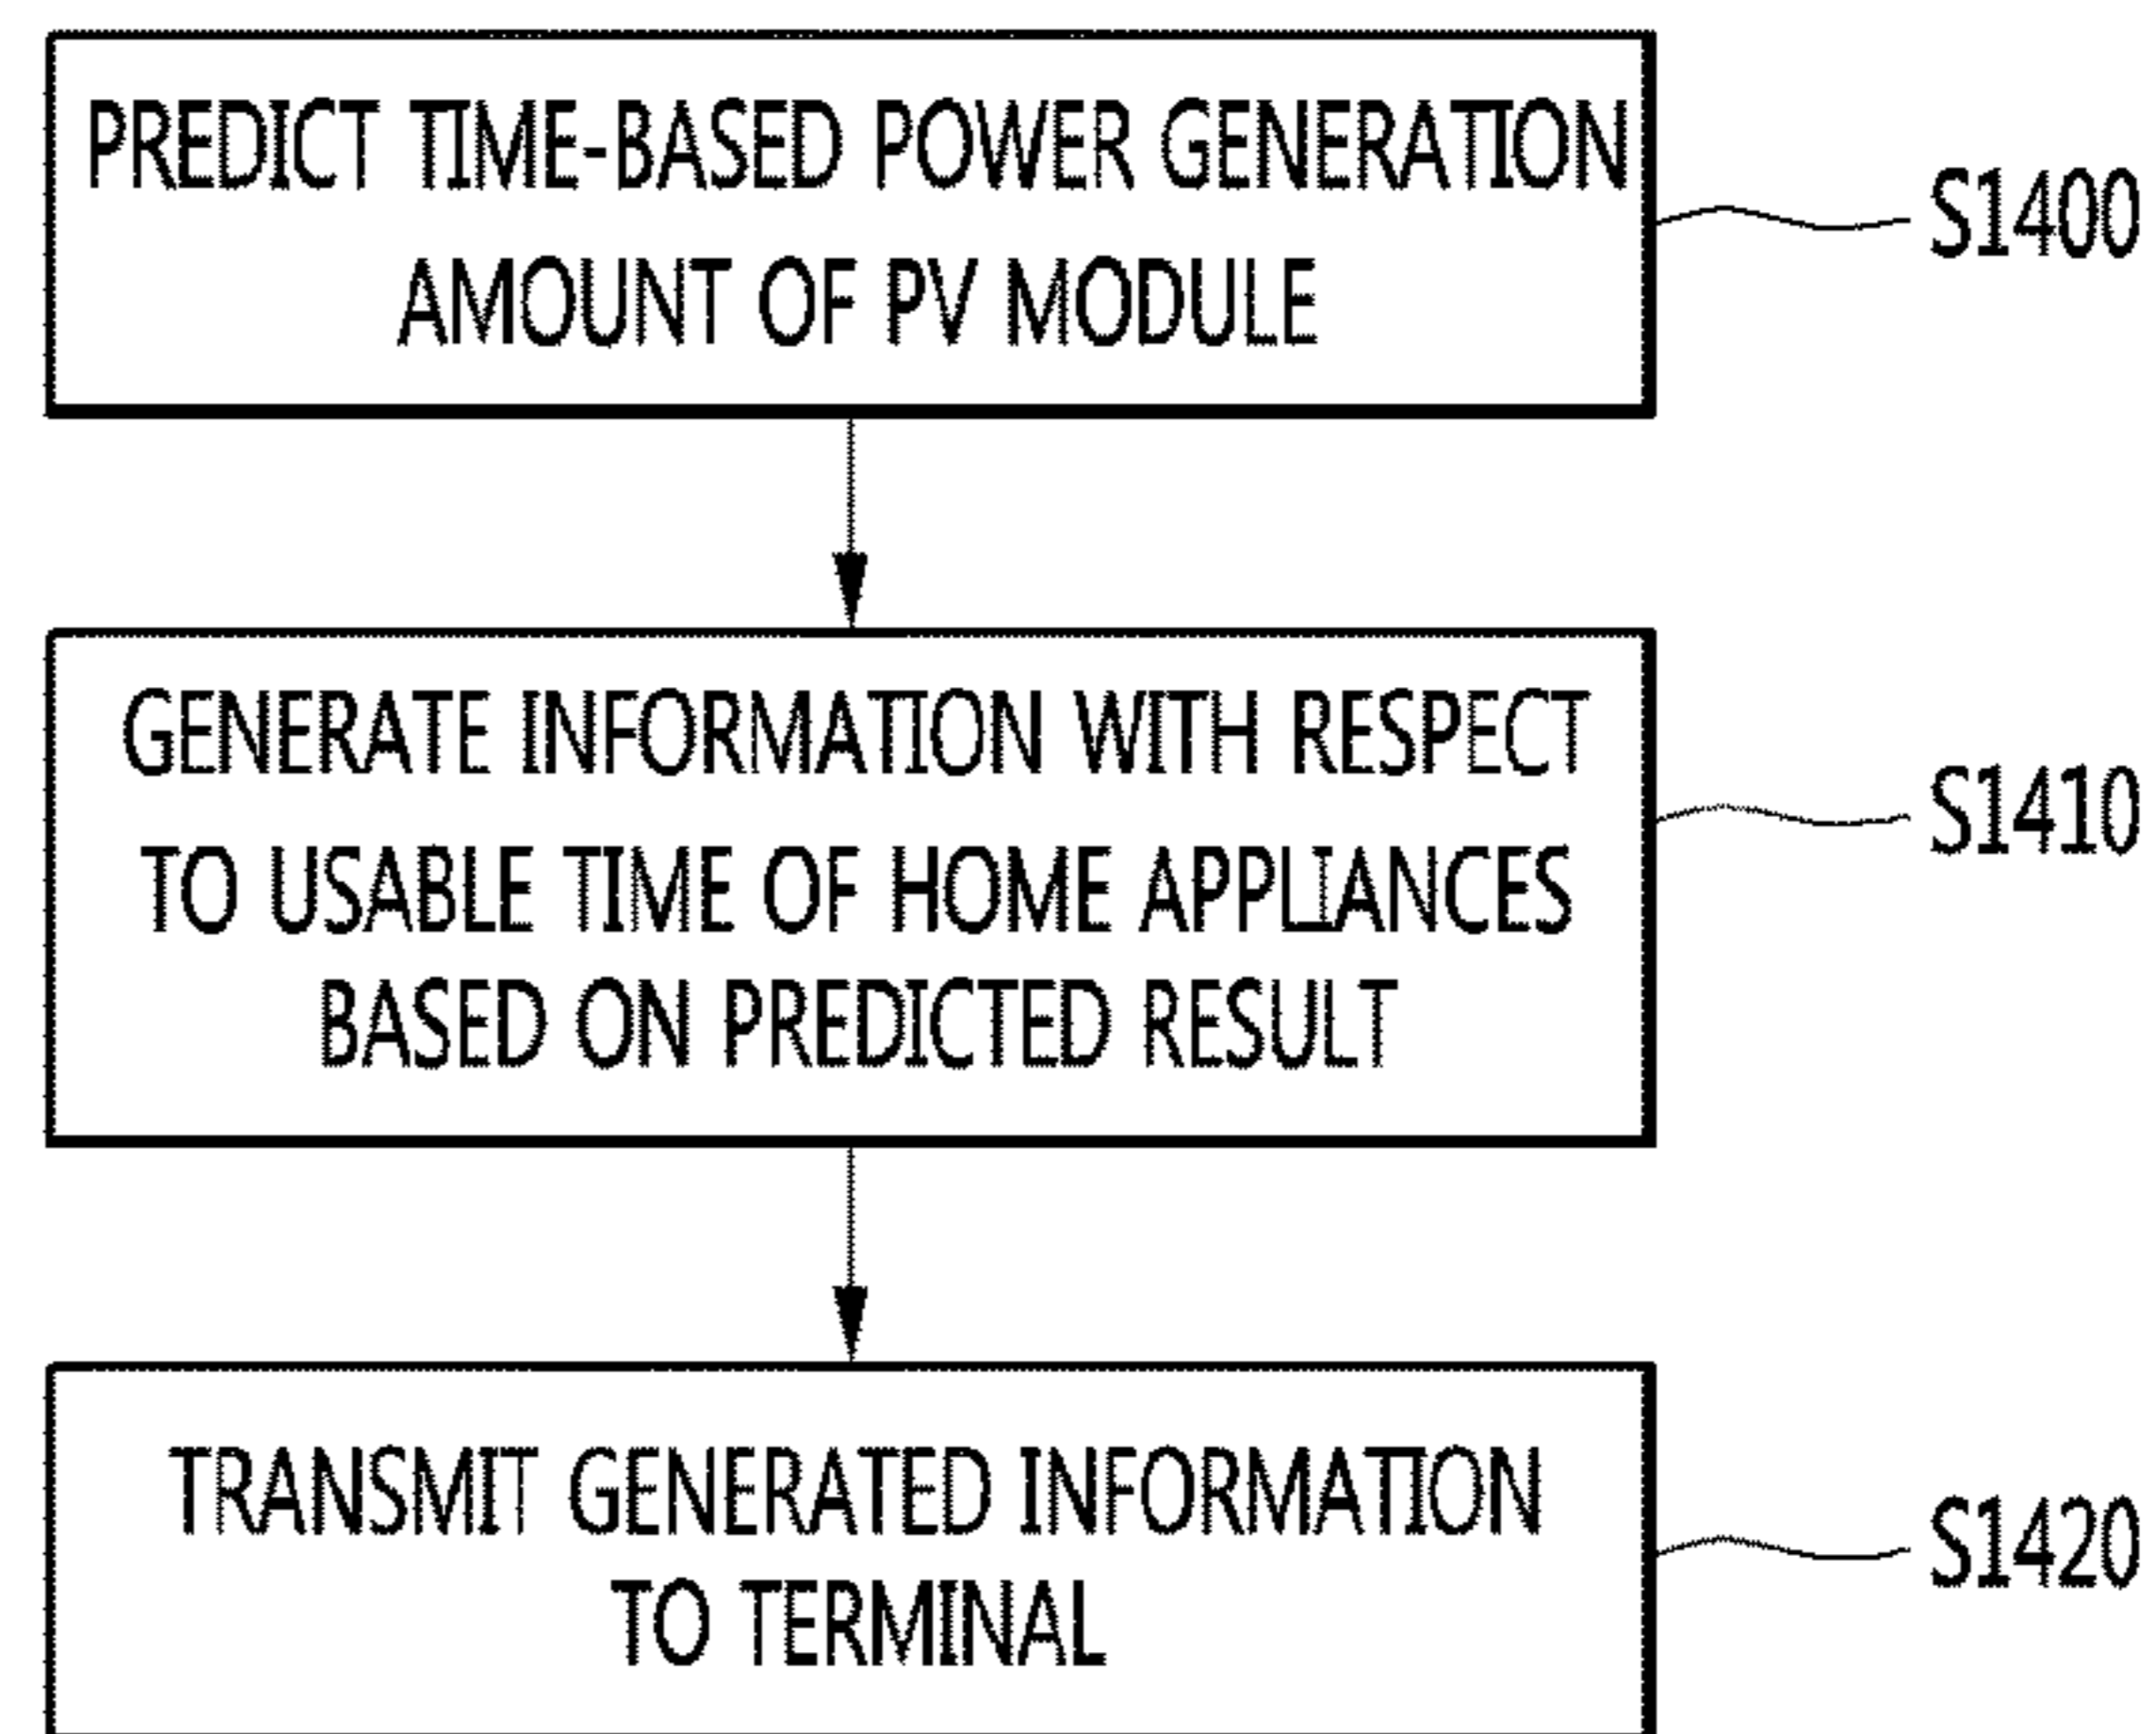 PREDICT TIME-BASED POWER GENERATION
AMOUNT OF PV MODULE
S1400
GENERATE INFORMATION WITH RESPECT
TO USABLE TIME OF HOME APPLIANCES
BASED ON PREDICTED RESULT
S1410
TRANSMIT GENERATED INFORMATION
TO TERMINAL
S1420